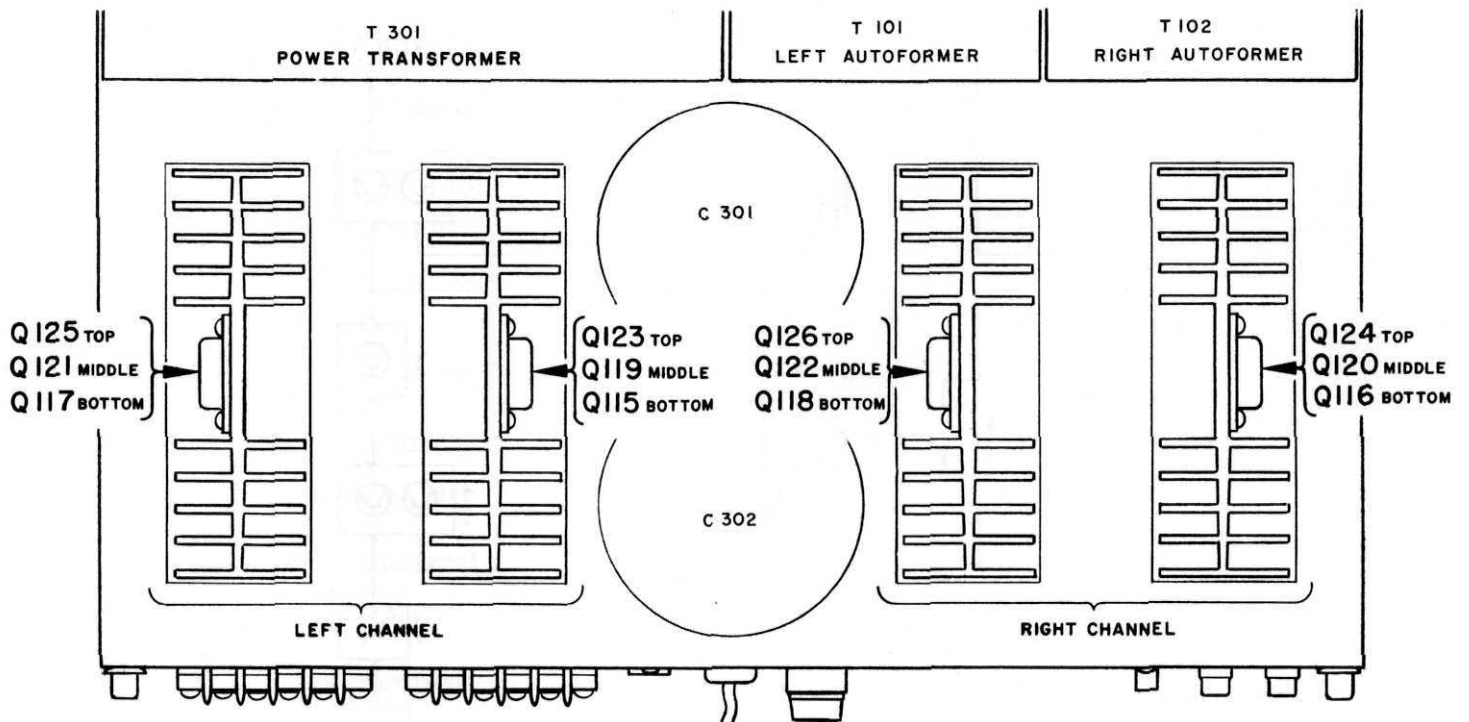 T 301
POWER TRANSFORMER
T 101
LEFT AUTOFORMER
T 102
RIGHT AUTOFORMER
C 301
Q125 TOP
Q121 MIDDLE
Q117 BOTTOM
Q123 TOP
Q119 MIDDLE
Q115 BOTTOM
Q126 TOP
Q122 MIDDLE
Q118 BOTTOM
Q124 TOP
Q120 MIDDLE
Q116 BOTTOM
C 302
LEFT CHANNEL
RIGHT CHANNEL